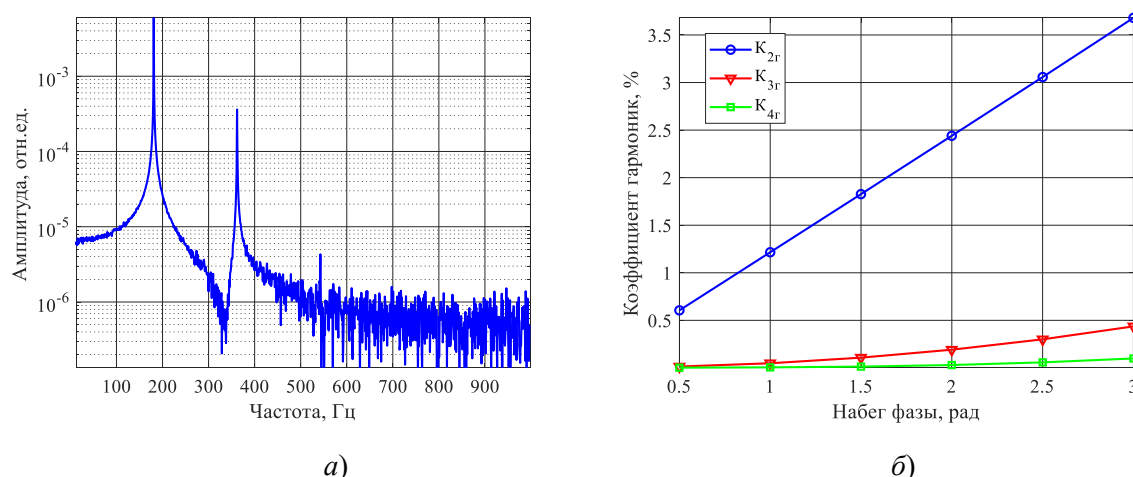 Амплитуда, отн.ед.
10-3
10-4
10-5
10-6
100 200 300 400 500 600 700 800 900
Частота, Гц
а)
Коэффициент гармоник, %
3.5
3
2.5
2
1.5
1
0.5
К2г
К3г
К4г
0.5 1 1.5 2 2.5 3
Набег фазы, рад
б)